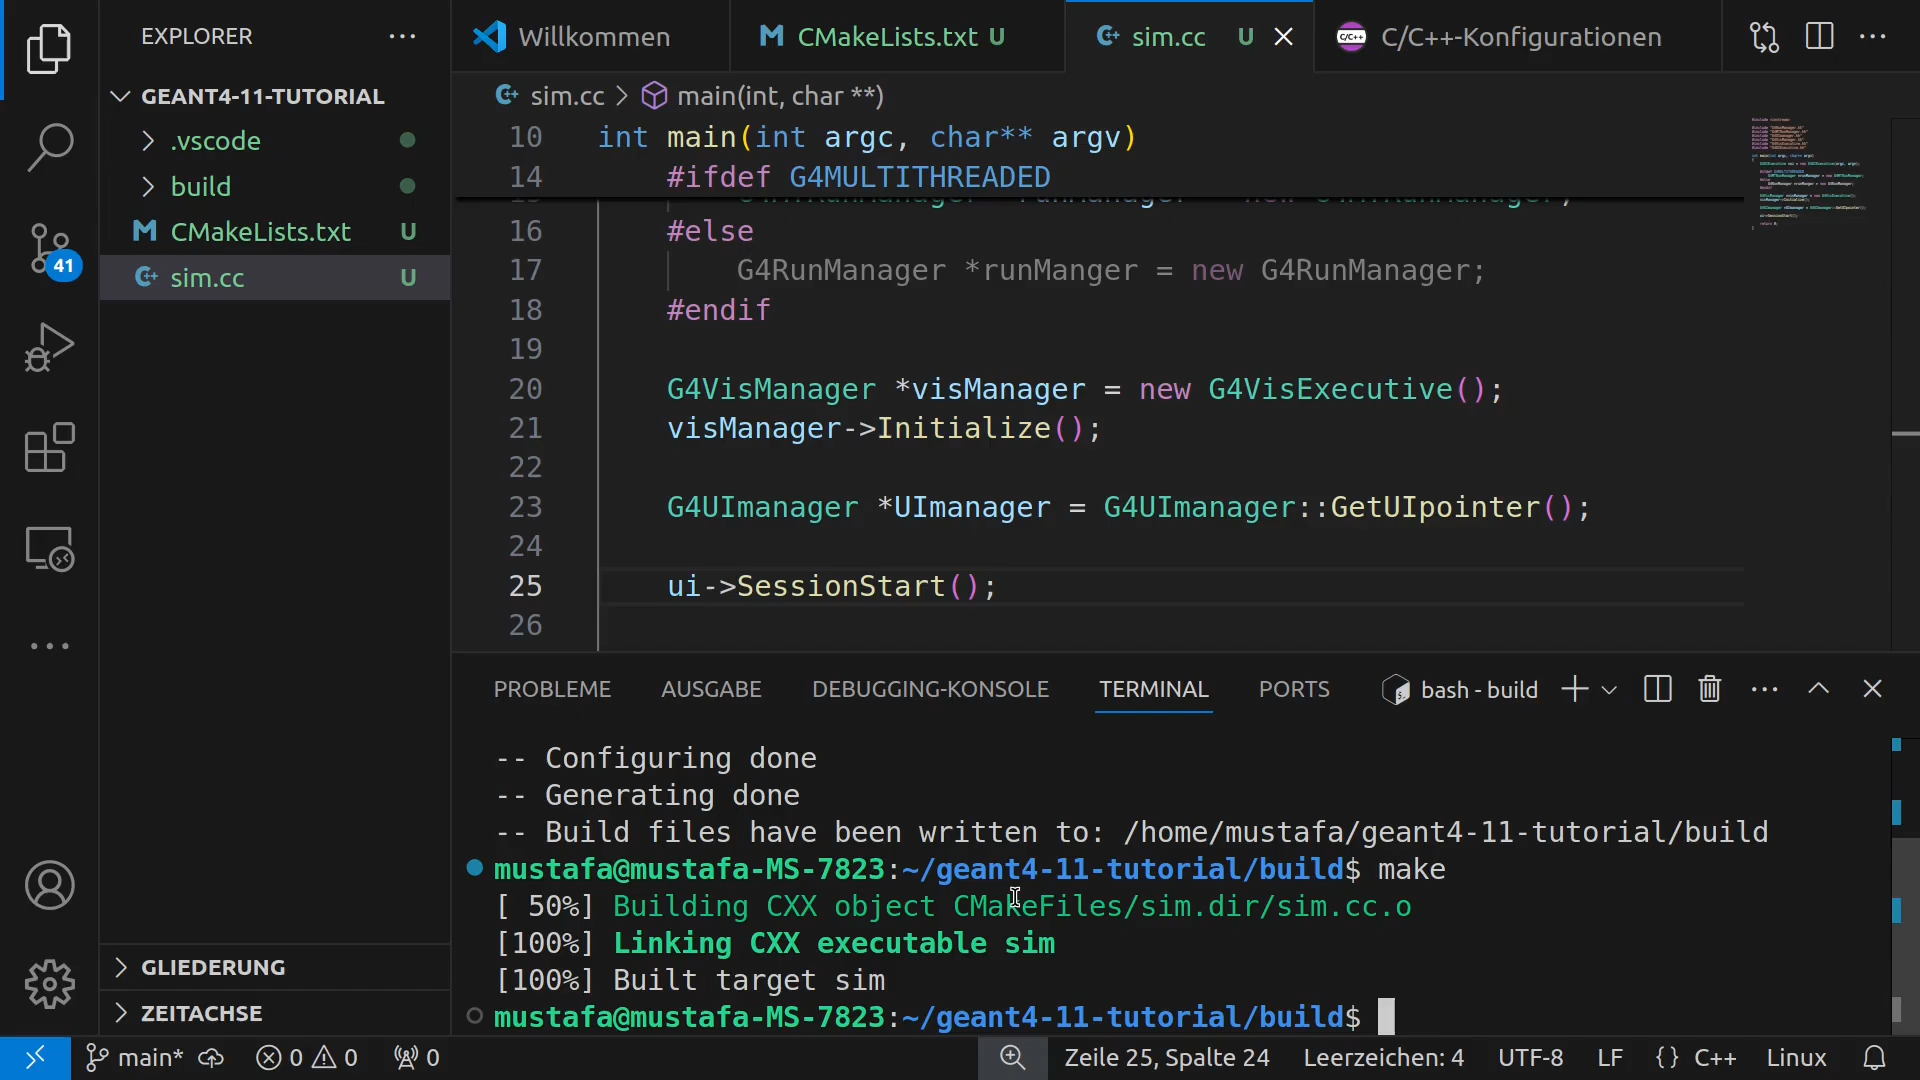 EXPLORER
GEANT4-11-TUTORIAL
.vscode
build
CMakeLists.txt U
sim.cc U
41
GLIEDERUNG
ZEITACHSE
Willkommen
CMakeLists.txt U
sim.cc U
C/C++-Konfigurationen
sim.cc > main(int, char **)
10 int main(int argc, char** argv)
14 #ifdef G4MULTITHREADED
16 #else
17 G4RunManager *runManger = new G4RunManager;
18 #endif
19
20 G4VisManager *visManager = new G4VisExecutive();
21 visManager->Initialize();
22
23 G4UImanager *UImanager = G4UImanager::GetUIpointer();
24
25 ui->SessionStart();
26
PROBLEME AUSGABE DEBUGGING-KONSOLE TERMINAL PORTS bash - build
-- Configuring done
-- Generating done
-- Build files have been written to: /home/mustafa/geant4-11-tutorial/build
mustafa@mustafa-MS-7823:~/geant4-11-tutorial/build$ make
[ 50%] Building CXX object CMakeFiles/sim.dir/sim.cc.o
[100%] Linking CXX executable sim
[100%] Built target sim
mustafa@mustafa-MS-7823:~/geant4-11-tutorial/build$
main* 0 0 0 Zeile 25, Spalte 24 Leerzeichen: 4 UTF-8 LF {} C++ Linux